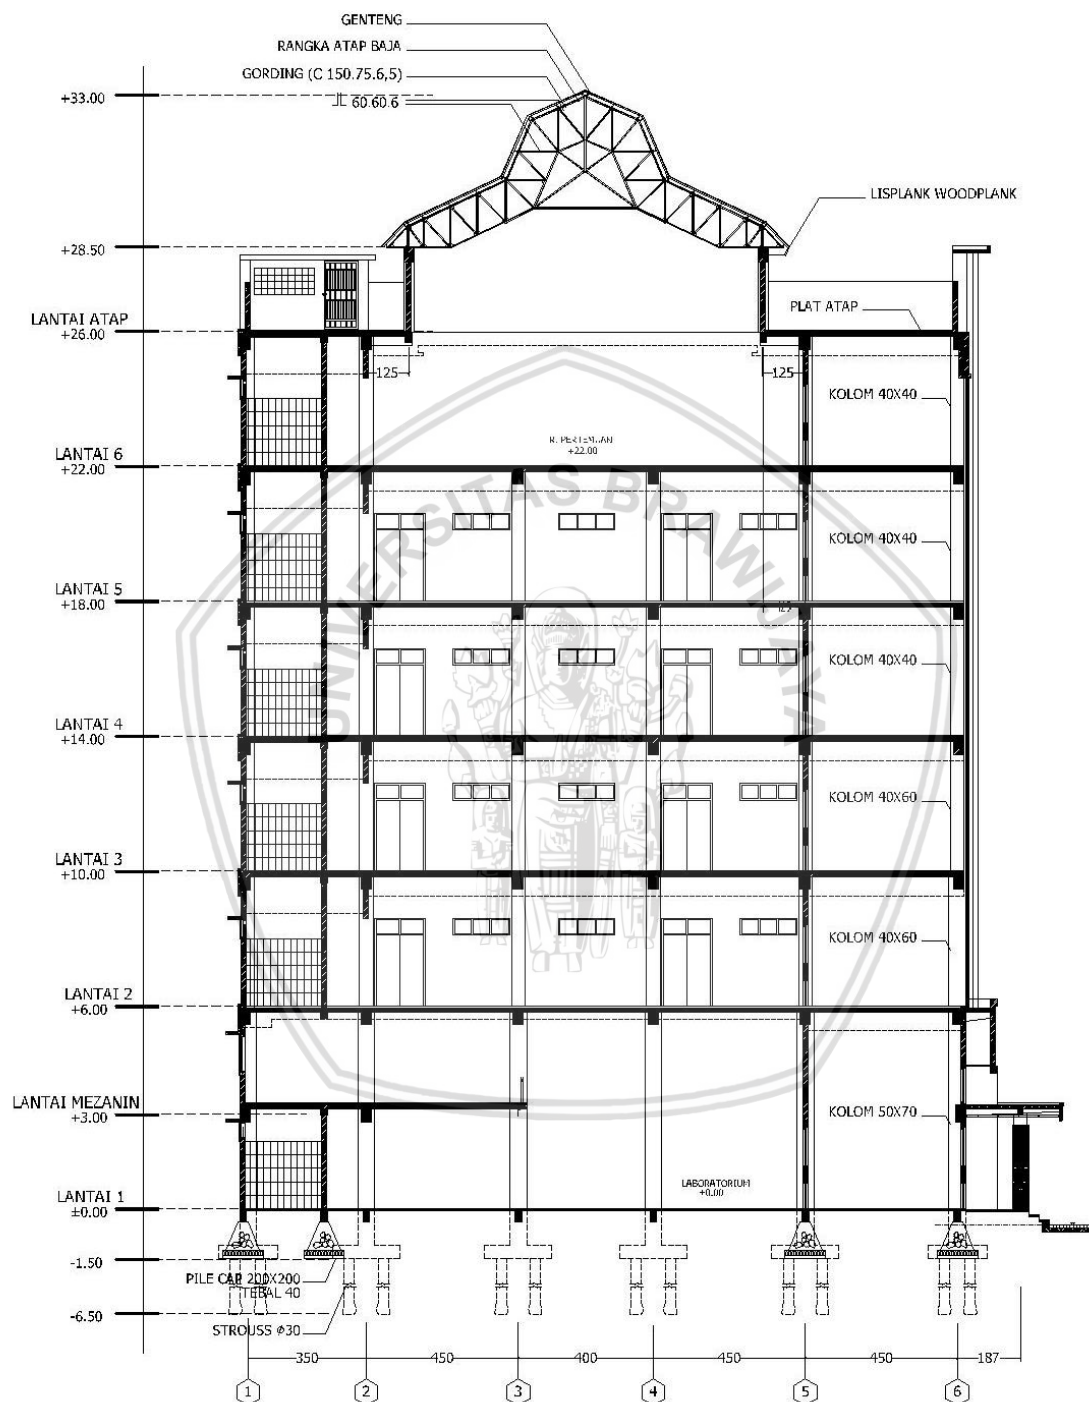 GENTENG
RANGKA ATAP BAJA
GORDING (C 150.75.6,5)
60.60.6
+33.00
LISPLANK WOODPLANK
+28.50
PLAT ATAP
LANTAI ATAP
+26.00
125
125
KOLOM 40X40
R. PERTEMUAN
+22.00
LANTAI 6
+22.00
UNIVERSITAS BRAWIJAYA
KOLOM 40X40
LANTAI 5
+18.00
KOLOM 40X40
LANTAI 4
+14.00
KOLOM 40X60
LANTAI 3
+10.00
KOLOM 40X60
LANTAI 2
+6.00
LANTAI MEZANIN
+3.00
KOLOM 50X70
LABORATORIUM
+0.00
LANTAI 1
±0.00
-1.50
PILE CAP 200X200
TEBAL 40
-6.50
STROUSS ϕ30
350
450
400
450
450
187
1
2
3
4
5
6